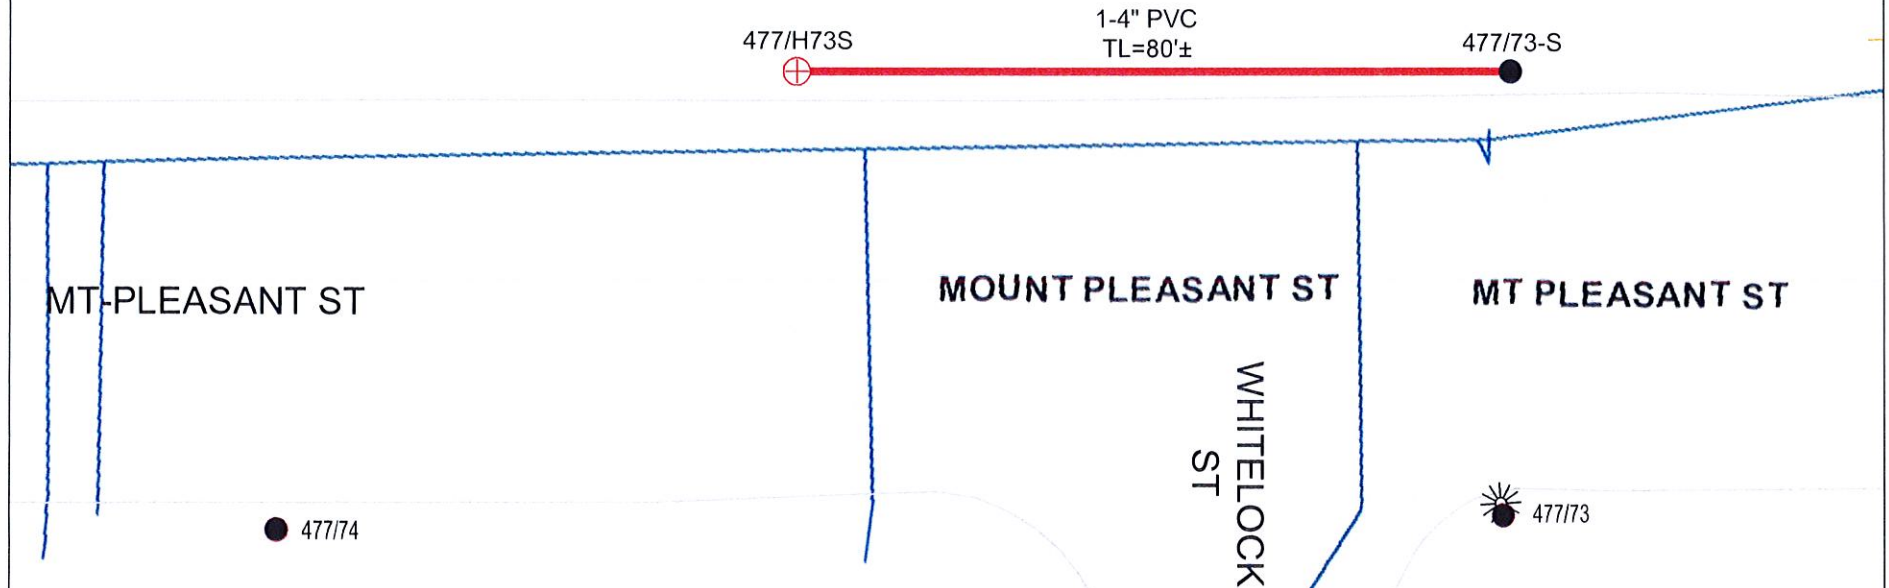 1-4" PVC
477/H73S
TL=80'±
477/73-S
MT-PLEASANT ST
MOUNT PLEASANT ST
MT PLEASANT ST
WHITELOCK
ST
477/74
477/73